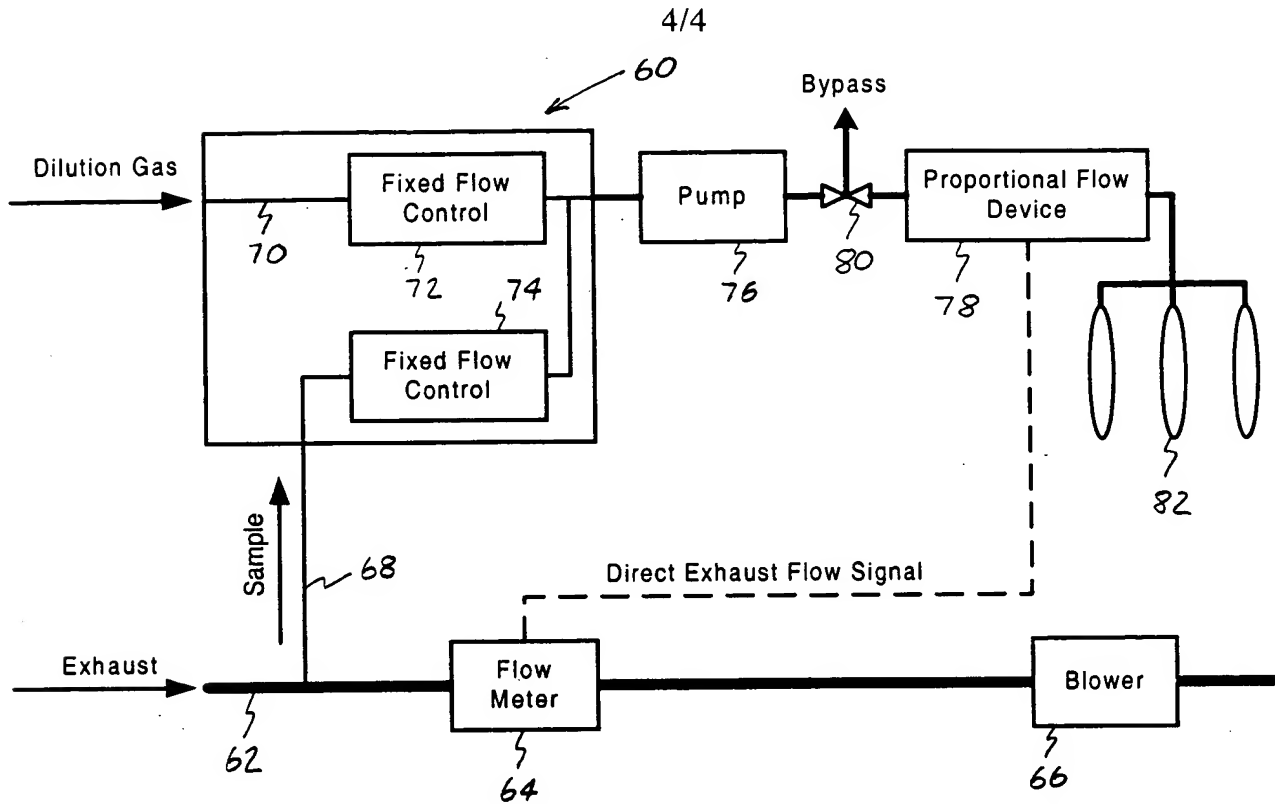 4/4
60
Bypass
Dilution Gas
Fixed Flow
Control
Pump
Proportional Flow
Device
70
72
74
76
80
78
Fixed Flow
Control
82
Sample
68
Direct Exhaust Flow Signal
Exhaust
Flow
Meter
Blower
62
64
66